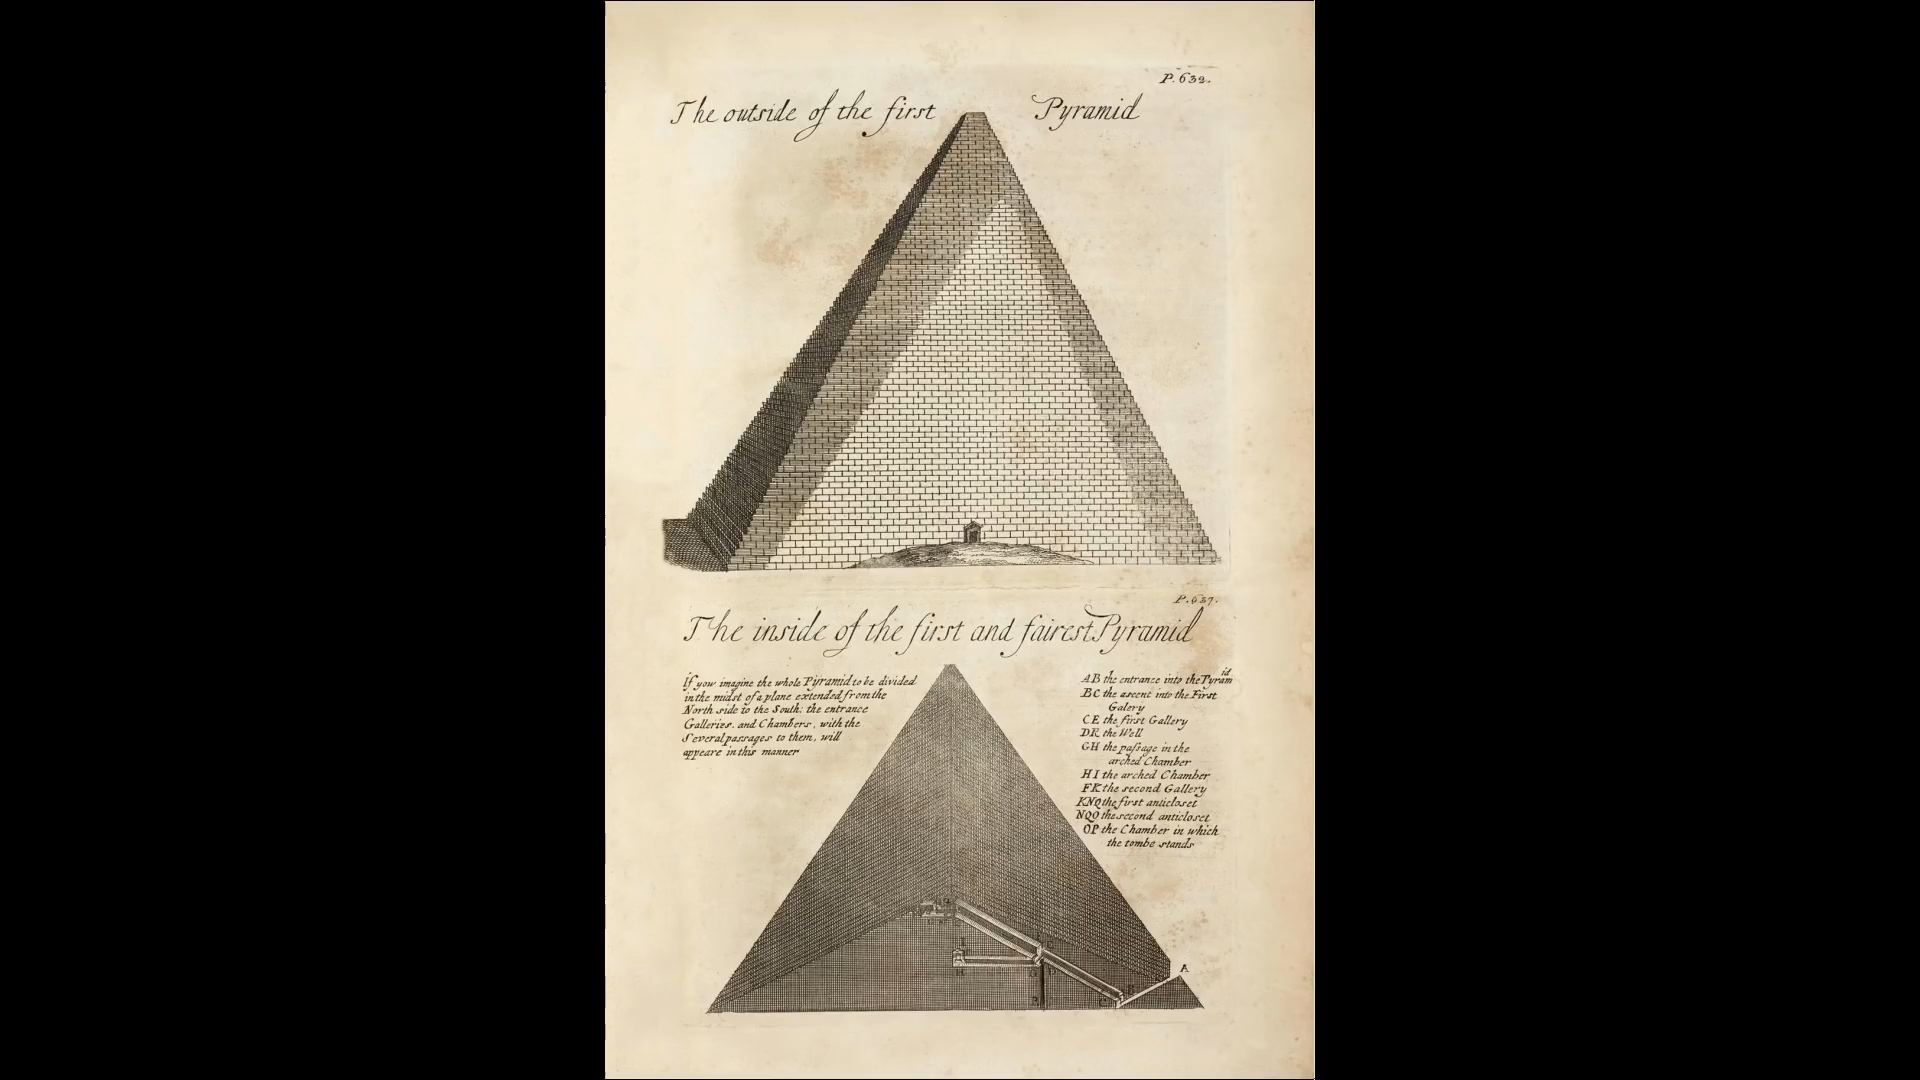 P. 632.
The outside of the first Pyramid
P. 637.
The inside of the first and fairest Pyramid
If yow imagine the whole Pyramid to be divided
in the midst of a plane extended from the
North side to the South: the entrance
Galleries. and Chambers, with the
Several passages to them, will
appeare in this manner
AB the entrance into the Pyramid
BC the ascent into the First
Galery
CE the first Gallery
DR the Well
GH the paſsage in the
arched Chamber
HI the arched Chamber
FK the second Gallery
KNQ the first anticloset
NQO the second anticloset
OP the Chamber in which
the tombe stands
A
B
C
D
G
H
I